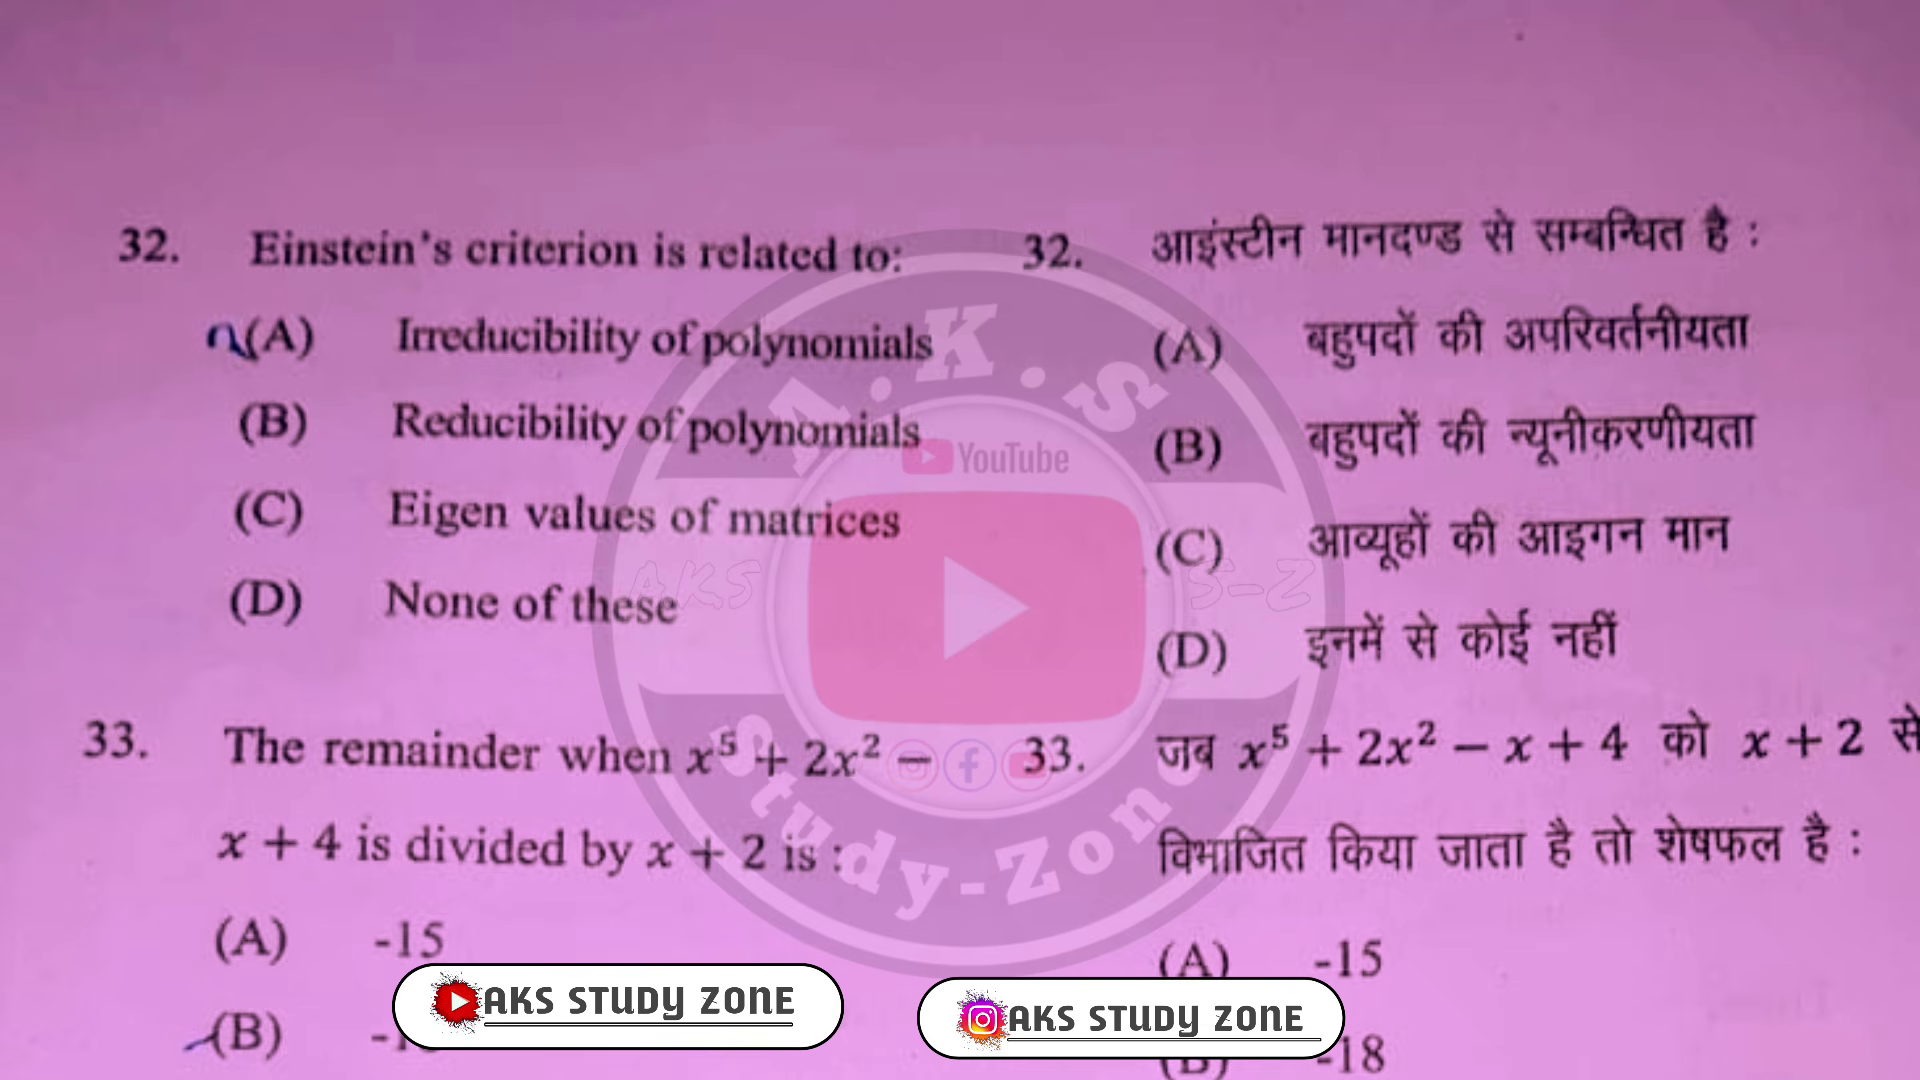 32. Einstein's criterion is related to:
(A) Irreducibility of polynomials
(B) Reducibility of polynomials
(C) Eigen values of matrices
(D) None of these
33. The remainder when x⁵ + 2x² −
x + 4 is divided by x + 2 is :
(A) -15
(B)
32. आइंस्टीन मानदण्ड से सम्बन्धित है :
(A) बहुपदों की अपरिवर्तनीयता
(B) बहुपदों की न्यूनीकरणीयता
(C) आव्यूहों की आइगन मान
(D) इनमें से कोई नहीं
33. जब x⁵ + 2x² − x + 4 को x + 2 से
विभाजित किया जाता है तो शेषफल है :
(A) -15
(B) -18
A.K.S
YouTube
AKS S-Z
Study-Zone
AKS STUDY ZONE
AKS STUDY ZONE